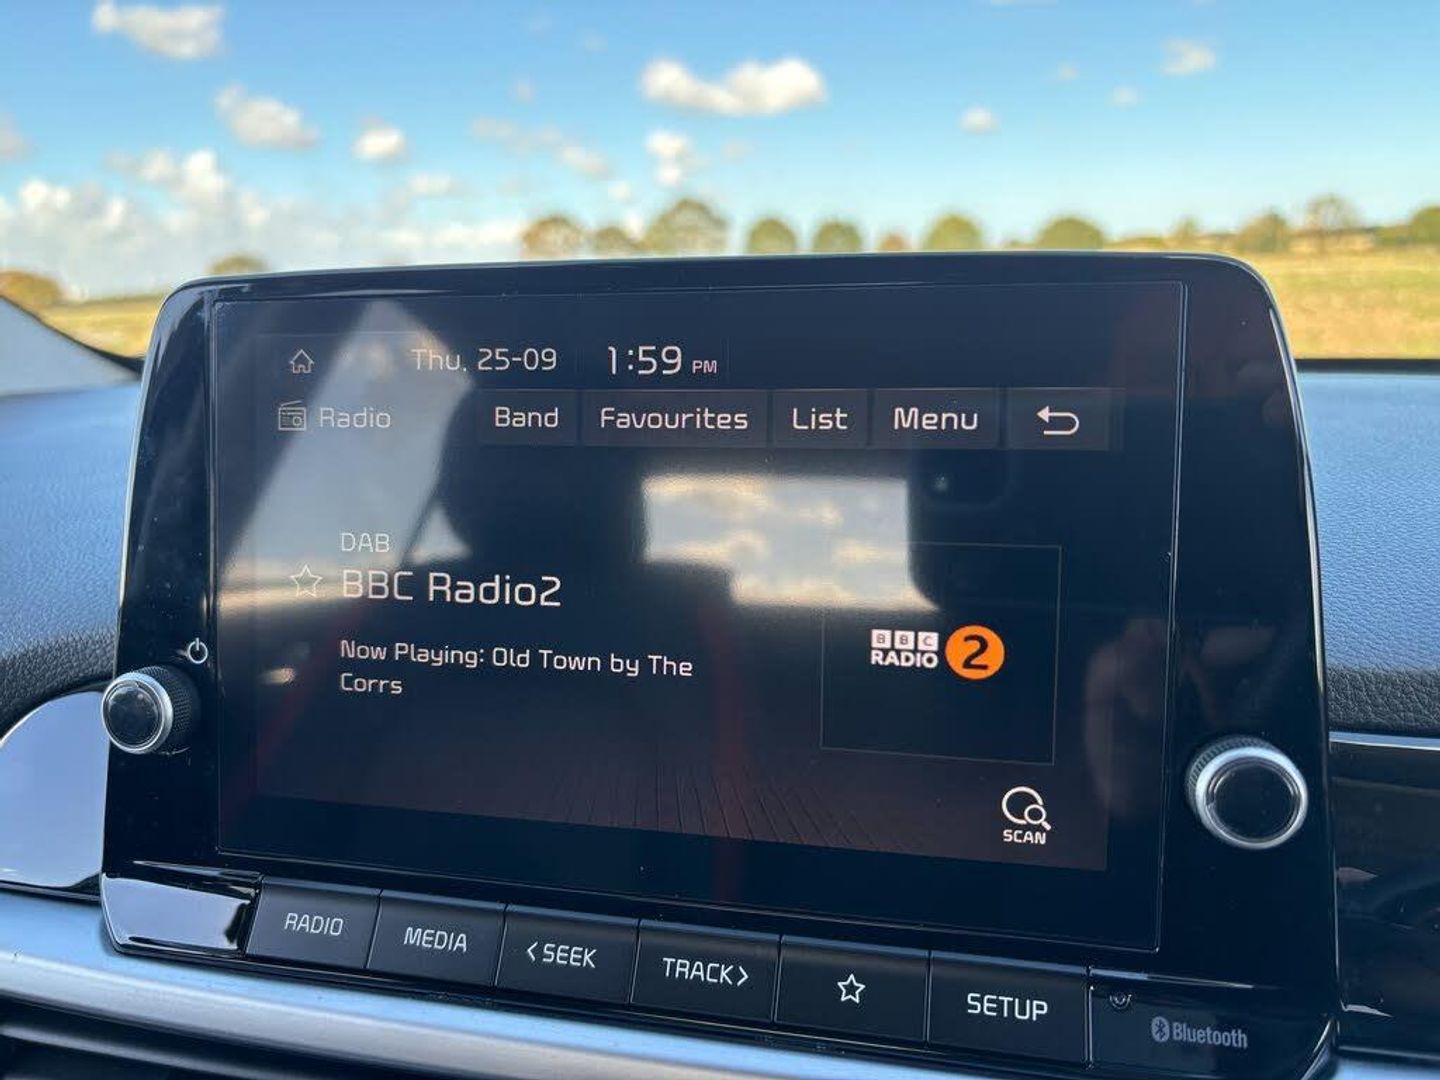 Thu, 25-09 1:59 PM
Radio Band Favourites List Menu
DAB
BBC Radio2
Now Playing: Old Town by The
Corrs
BBC
RADIO 2
SCAN
RADIO MEDIA <SEEK TRACK> SETUP
Bluetooth